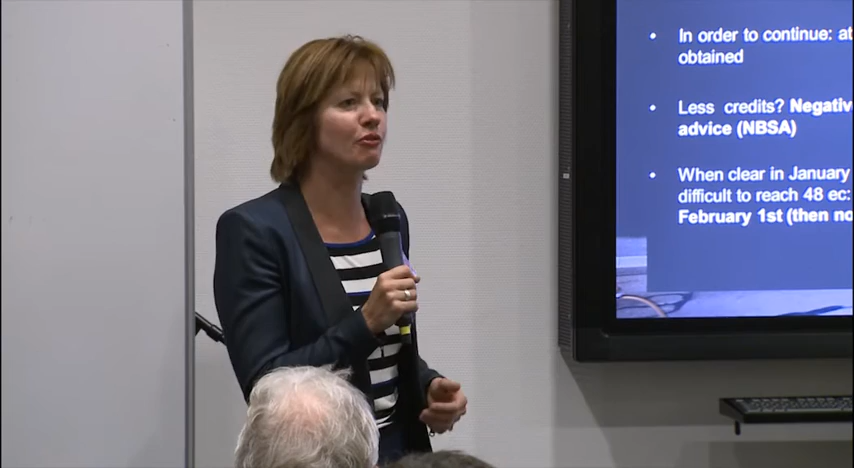 In order to continue: at
obtained
Less credits? Negative
advice (NBSA)
When clear in January
difficult to reach 48 ec:
February 1st (then no